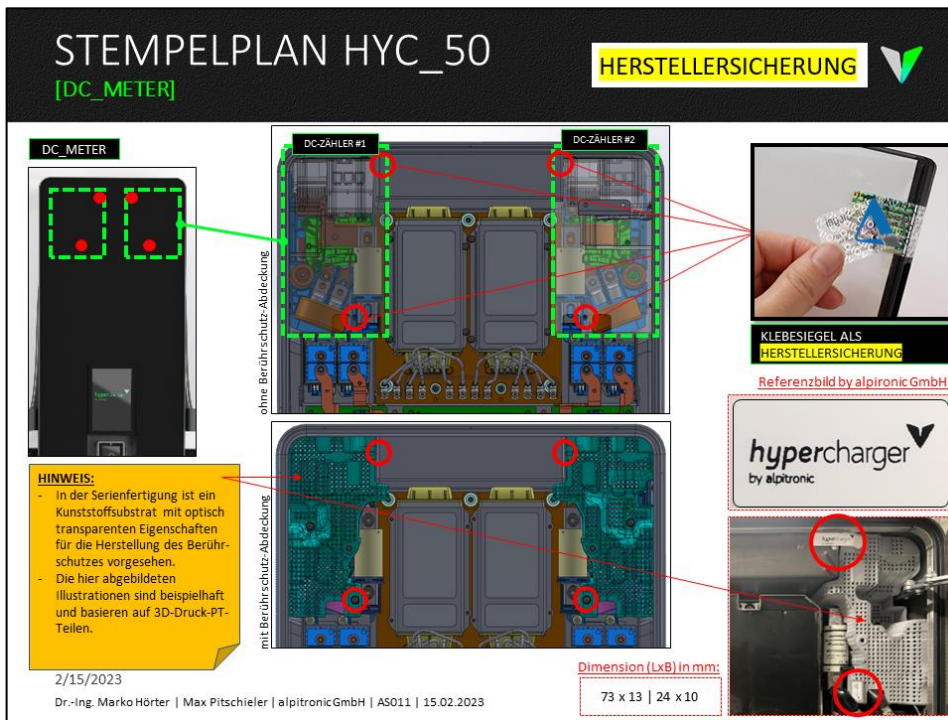 STEMPELPLAN HYC_50
[DC_METER]
HERSTELLERSICHERUNG
DC_METER
DC-ZÄHLER #1
DC-ZÄHLER #2
ohne Berührschutz-Abdeckung
KLEBESIEGEL ALS
HERSTELLERSICHERUNG
Referenzbild by alpironic GmbH
hypercharger
by alpitronic
HINWEIS:
- In der Serienfertigung ist ein
Kunststoffsubstrat mit optisch
transparenten Eigenschaften
für die Herstellung des Berühr-
schutzes vorgesehen.
- Die hier abgebildeten
Illustrationen sind beispielhaft
und basieren auf 3D-Druck-PT-
Teilen.
mit Berührschutz-Abdeckung
hypercharger
Dimension (LxB) in mm:
73 x 13 | 24 x 10
2/15/2023
Dr.-Ing. Marko Hörter | Max Pitschieler | alpitronic GmbH | AS011 | 15.02.2023